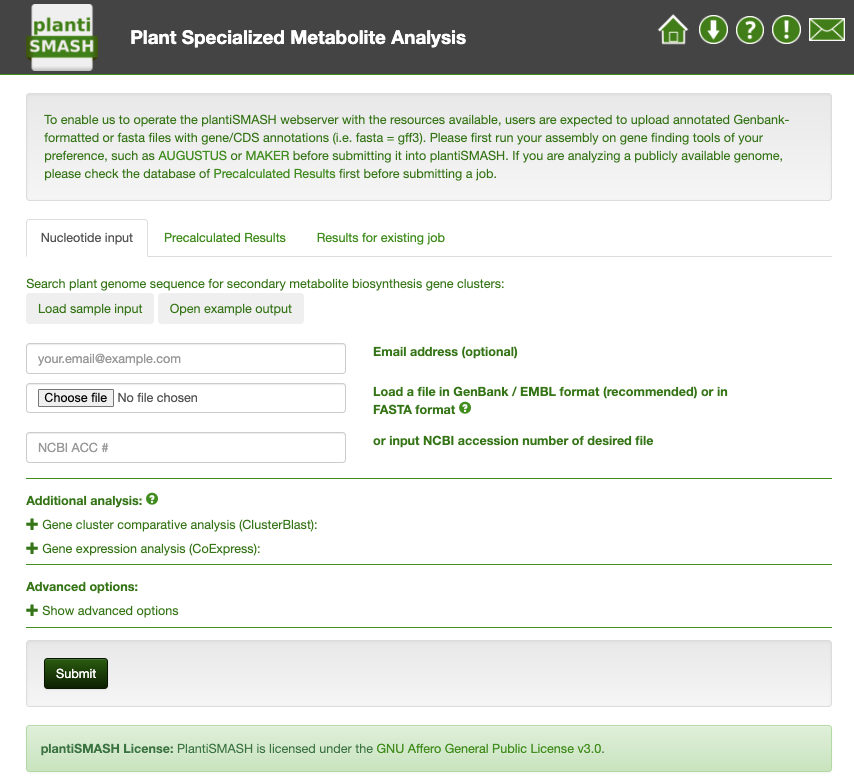 planti
SMASH
Plant Specialized Metabolite Analysis
To enable us to operate the plantiSMASH webserver with the resources available, users are expected to upload annotated Genbank-
formatted or fasta files with gene/CDS annotations (i.e. fasta = gff3). Please first run your assembly on gene finding tools of your
preference, such as AUGUSTUS or MAKER before submitting it into plantiSMASH. If you are analyzing a publicly available genome,
please check the database of Precalculated Results first before submitting a job.
Nucleotide input Precalculated Results Results for existing job
Search plant genome sequence for secondary metabolite biosynthesis gene clusters:
Load sample input Open example output
your.email@example.com Email address (optional)
Choose file No file chosen Load a file in GenBank / EMBL format (recommended) or in
FASTA format ?
NCBI ACC # or input NCBI accession number of desired file
Additional analysis: ?
Gene cluster comparative analysis (ClusterBlast):
Gene expression analysis (CoExpress):
Advanced options:
Show advanced options
Submit
plantiSMASH License: PlantiSMASH is licensed under the GNU Affero General Public License v3.0.